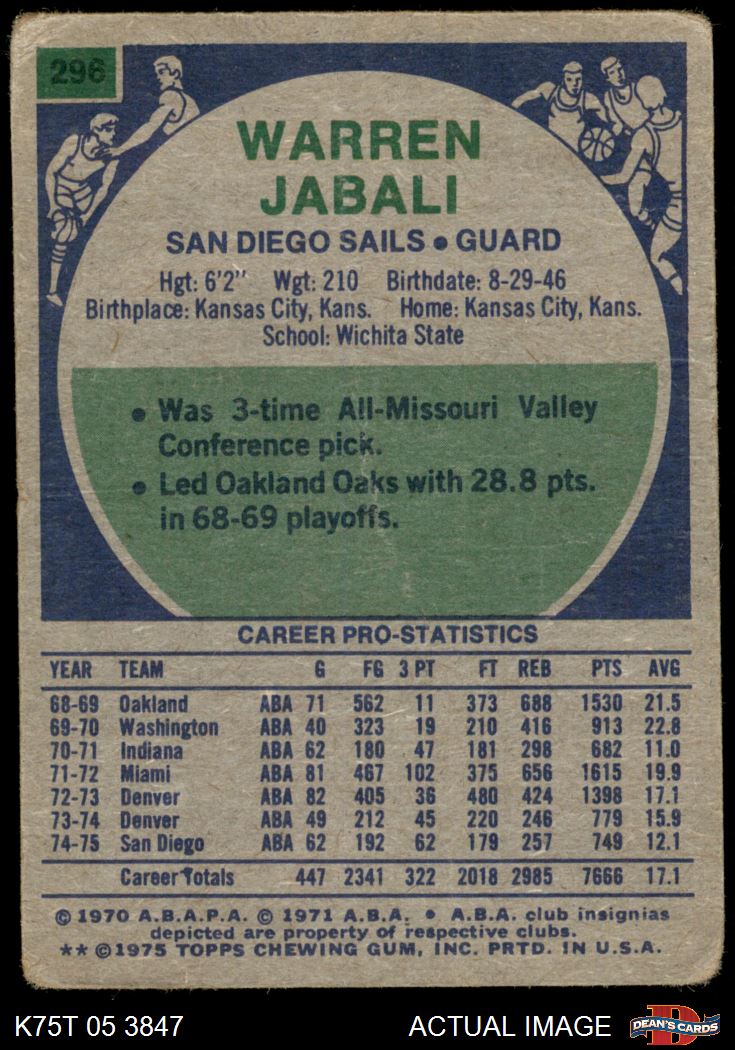 296
WARREN
JABALI
SAN DIEGO SAILS • GUARD
Hgt: 6'2" Wgt: 210 Birthdate: 8-29-46
Birthplace: Kansas City, Kans. Home: Kansas City, Kans.
School: Wichita State
• Was 3-time All-Missouri Valley
Conference pick.
• Led Oakland Oaks with 28.8 pts.
in 68-69 playoffs.
CAREER PRO-STATISTICS
YEAR TEAM G FG 3 PT FT REB PTS AVG
68-69 Oakland ABA 71 562 11 373 688 1530 21.5
69-70 Washington ABA 40 323 19 210 416 913 22.8
70-71 Indiana ABA 62 180 47 181 298 682 11.0
71-72 Miami ABA 81 467 102 375 656 1615 19.9
72-73 Denver ABA 82 405 36 480 424 1398 17.1
73-74 Denver ABA 49 212 45 220 246 779 15.9
74-75 San Diego ABA 62 192 62 179 257 749 12.1
Career Totals 447 2341 322 2018 2985 7666 17.1
© 1970 A.B.A.P.A. © 1971 A.B.A. • A.B.A. club insignias
depicted are property of respective clubs.
** © 1975 TOPPS CHEWING GUM, INC. PRTD. IN U.S.A.
K75T 05 3847 ACTUAL IMAGE D DEAN'S CARDS